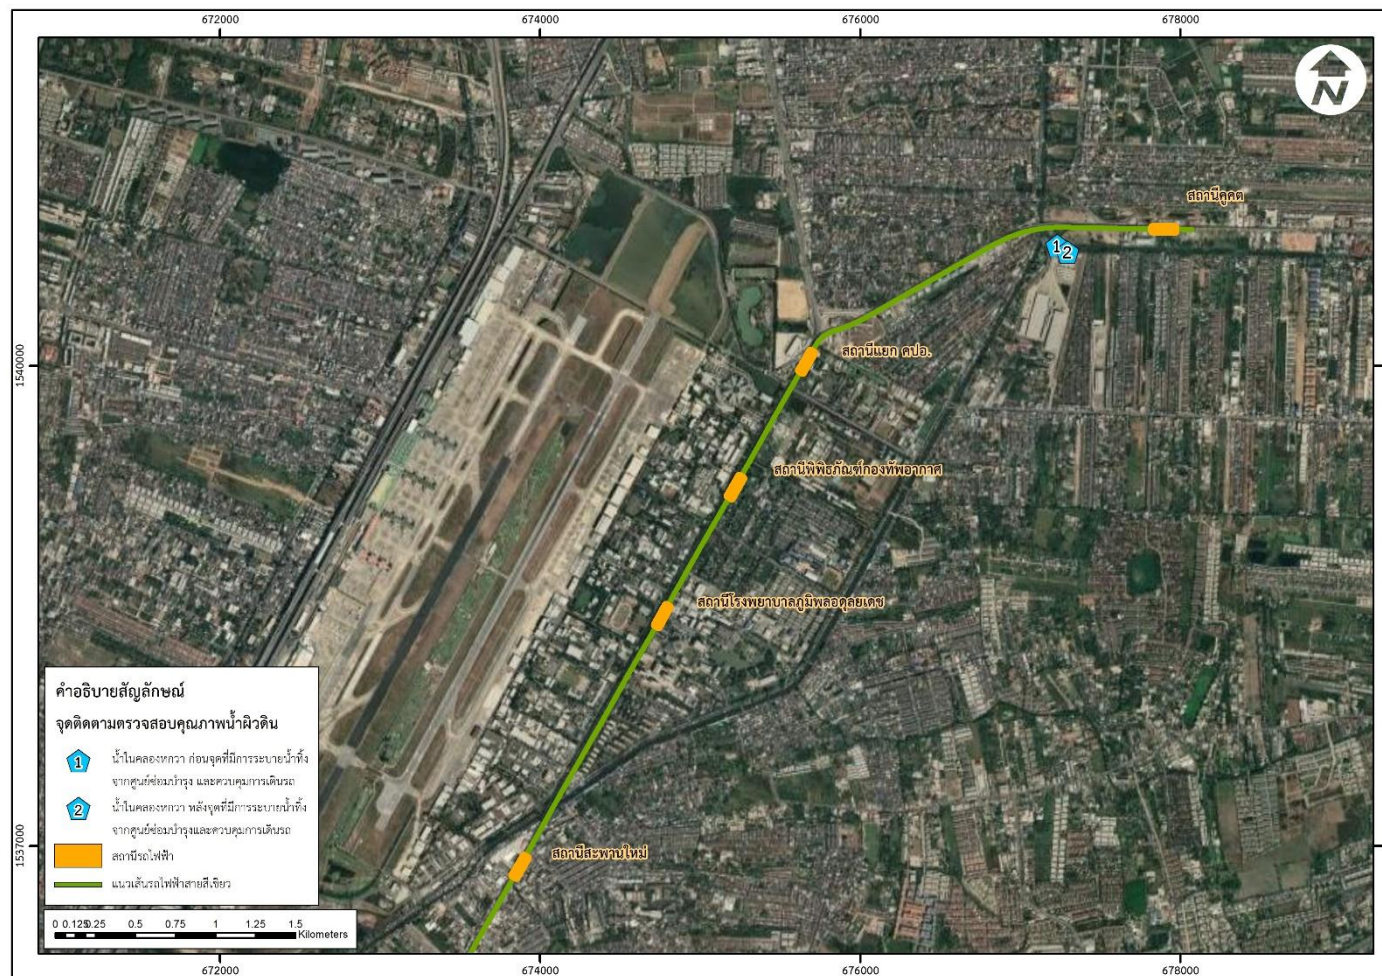 672000 674000 676000 678000
N
สถานีคูคต
1 2
สถานีแยก คปอ.
1540000
สถานีพิพิธภัณฑ์กองทัพอากาศ
สถานีโรงพยาบาลภูมิพลอดุลยเดช
คำอธิบายสัญลักษณ์
จุดติดตามตรวจสอบคุณภาพน้ำผิวดิน
1 น้ำในคลองหกวา ก่อนจุดที่มีการระบายน้ำทิ้ง
จากศูนย์ซ่อมบำรุง และควบคุมการเดินรถ
2 น้ำในคลองหกวา หลังจุดที่มีการระบายน้ำทิ้ง
จากศูนย์ซ่อมบำรุงและควบคุมการเดินรถ
สถานีรถไฟฟ้า
แนวเส้นรถไฟฟ้าสายสีเขียว
1537000
สถานีสะพานใหม่
0 0.125 0.25 0.5 0.75 1 1.25 1.5
Kilometers
672000 674000 676000 678000